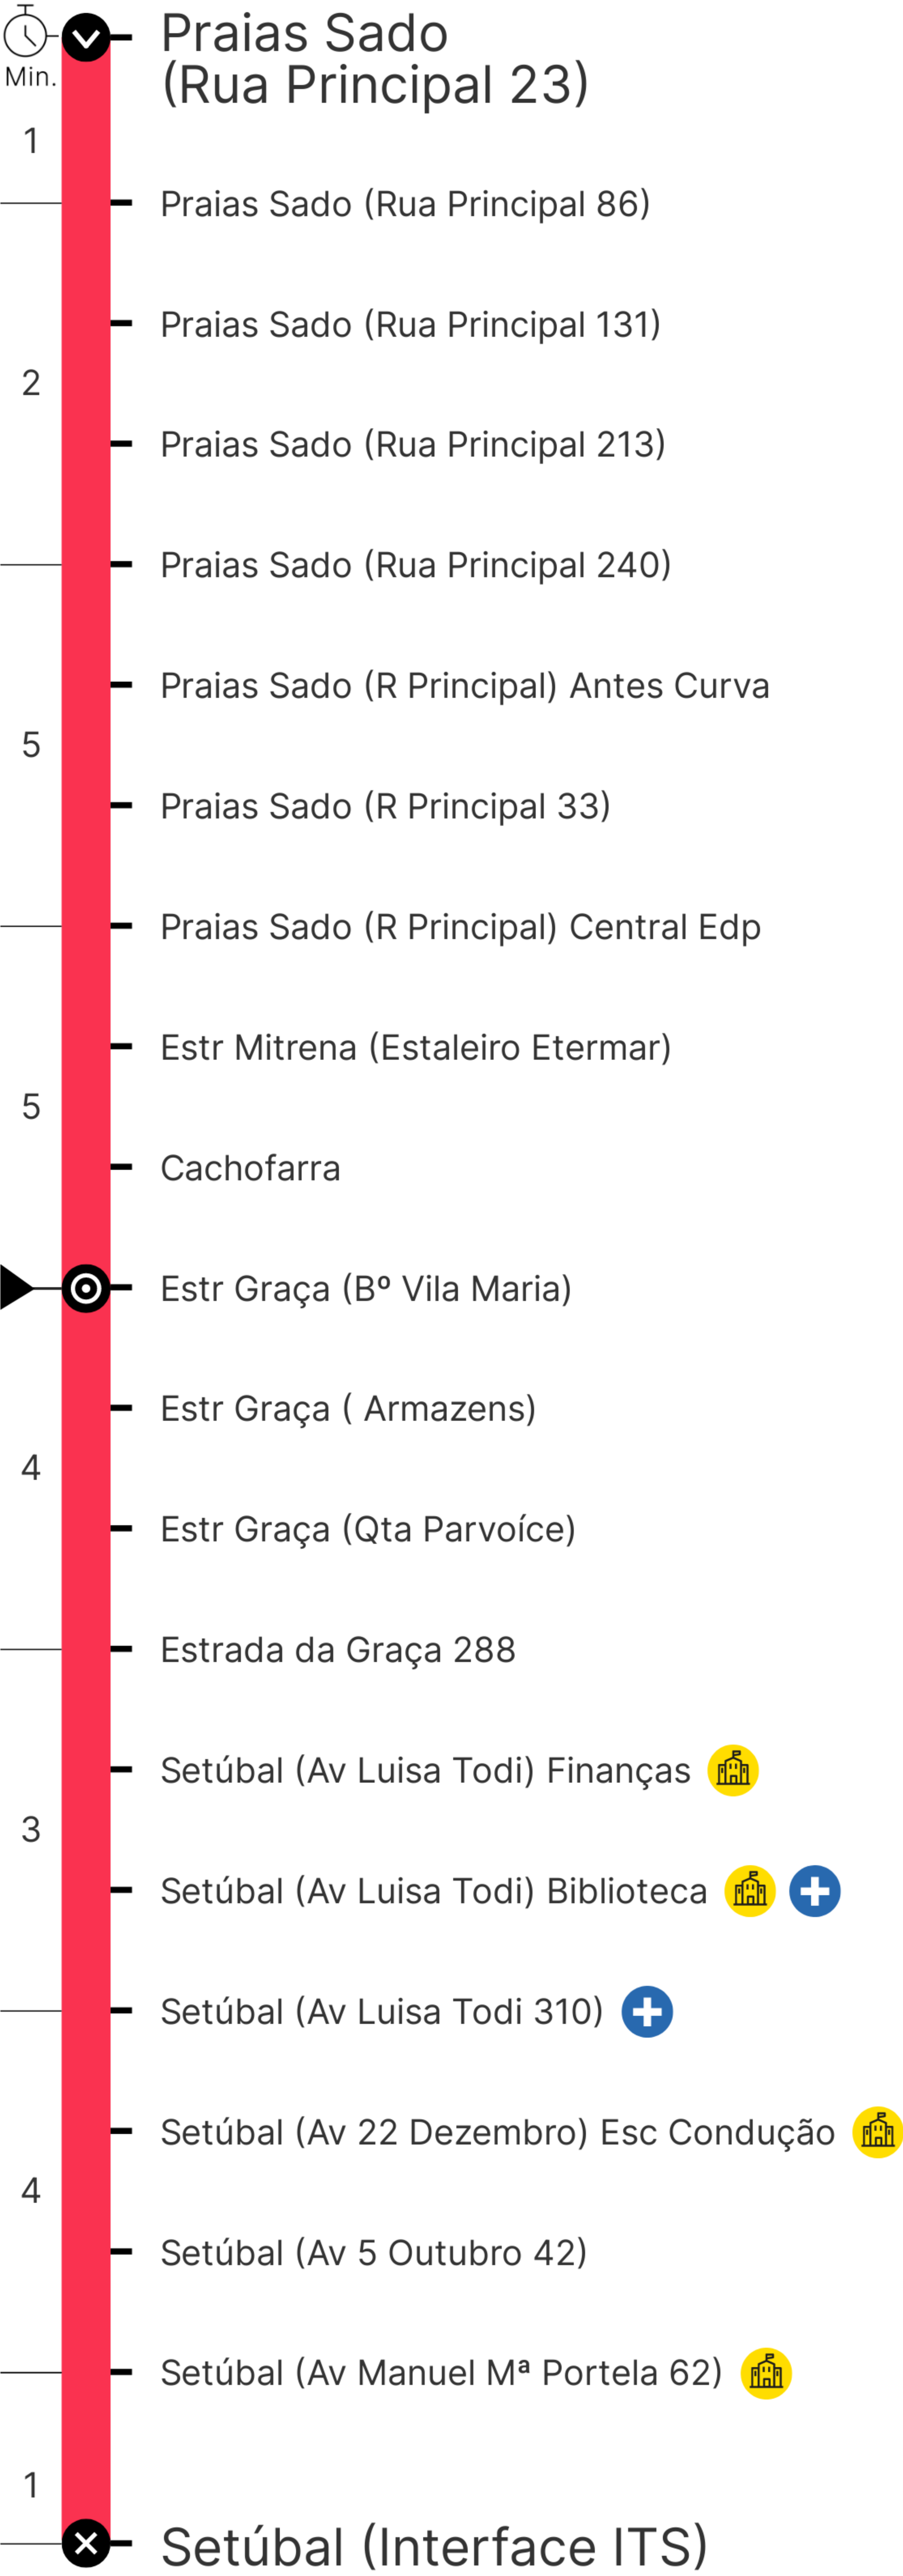 Praias Sado
(Rua Principal 23)
Min.
1
Praias Sado (Rua Principal 86)
Praias Sado (Rua Principal 131)
2
Praias Sado (Rua Principal 213)
Praias Sado (Rua Principal 240)
Praias Sado (R Principal) Antes Curva
5
Praias Sado (R Principal 33)
Praias Sado (R Principal) Central Edp
Estr Mitrena (Estaleiro Etermar)
5
Cachofarra
Estr Graça (Bº Vila Maria)
Estr Graça ( Armazens)
4
Estr Graça (Qta Parvoíce)
Estrada da Graça 288
Setúbal (Av Luisa Todi) Finanças
3
Setúbal (Av Luisa Todi) Biblioteca
Setúbal (Av Luisa Todi 310)
Setúbal (Av 22 Dezembro) Esc Condução
4
Setúbal (Av 5 Outubro 42)
Setúbal (Av Manuel Mª Portela 62)
1
Setúbal (Interface ITS)